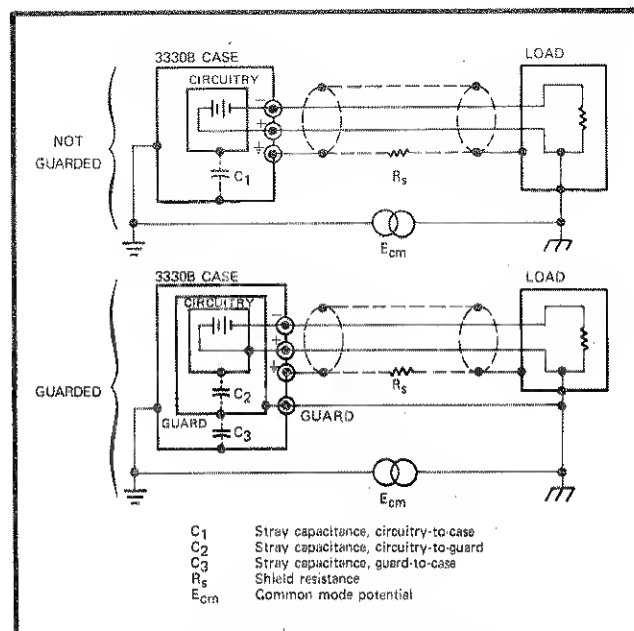 3330B CASE
LOAD
CIRCUITRY
−
+
⏚
NOT
GUARDED
C1
Rs
Ecm
3330B CASE
LOAD
CIRCUITRY
−
+
⏚
GUARDED
C2
Rs
GUARD
GUARD
C3
Ecm
C1 Stray capacitance, circuitry-to-case
C2 Stray capacitance, circuitry-to-guard
C3 Stray capacitance, guard-to-case
Rs Shield resistance
Ecm Common mode potential